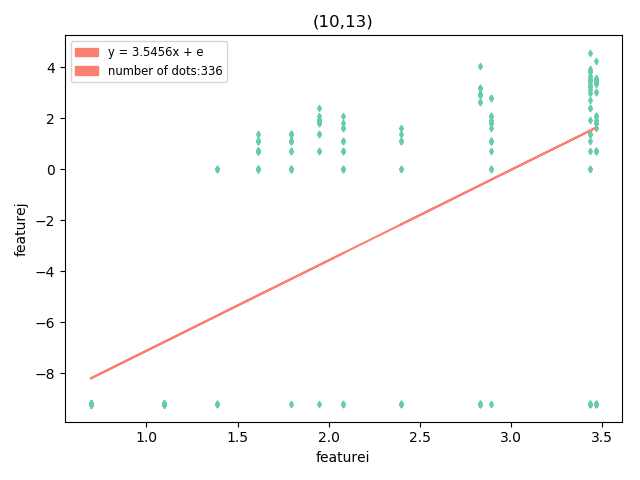 (10,13)
y = 3.5456x + e
number of dots:336
featurej
4
2
0
−2
−4
−6
−8
1.0 1.5 2.0 2.5 3.0 3.5
featurei